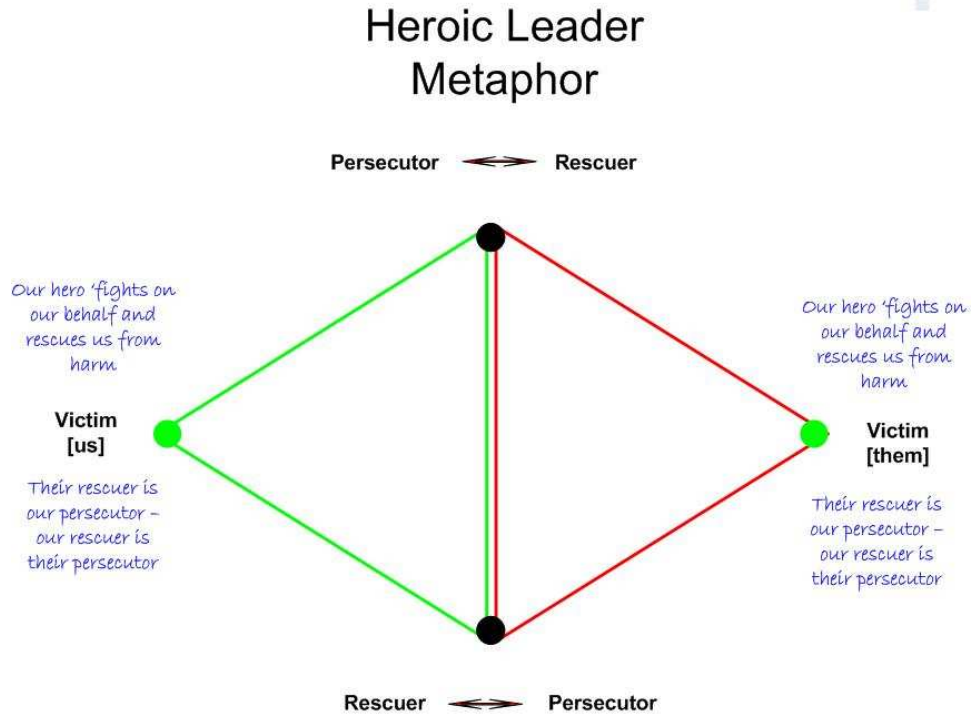 Heroic Leader
Metaphor
Persecutor
Rescuer
Our hero ‘fights on
our behalf and
rescues us from
harm
Victim
[us]
Their rescuer is
our persecutor –
our rescuer is
their persecutor
Our hero ‘fights on
our behalf and
rescues us from
harm
Victim
[them]
Their rescuer is
our persecutor –
our rescuer is
their persecutor
Rescuer
Persecutor